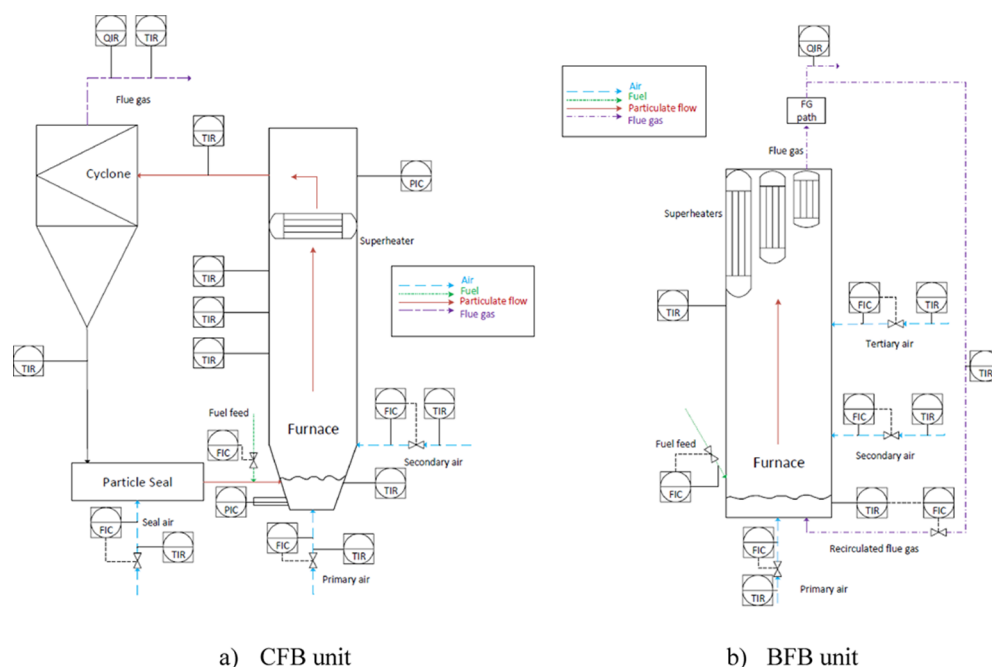 QIR
TIR
Flue gas
Cyclone
TIR
PIC
Superheater
TIR
TIR
TIR
Air
Fuel
Particulate flow
Flue gas
TIR
Fuel feed
FIC
Furnace
FIC
TIR
Secondary air
Particle Seal
PIC
TIR
Seal air
FIC
TIR
FIC
TIR
Primary air
a) CFB unit
QIR
Air
Fuel
Particulate flow
Flue gas
FG
path
Flue gas
Superheaters
TIR
FIC
TIR
Tertiary air
TIR
FIC
TIR
Secondary air
Fuel feed
FIC
Furnace
TIR
FIC
Recirculated flue gas
FIC
TIR
Primary air
b) BFB unit